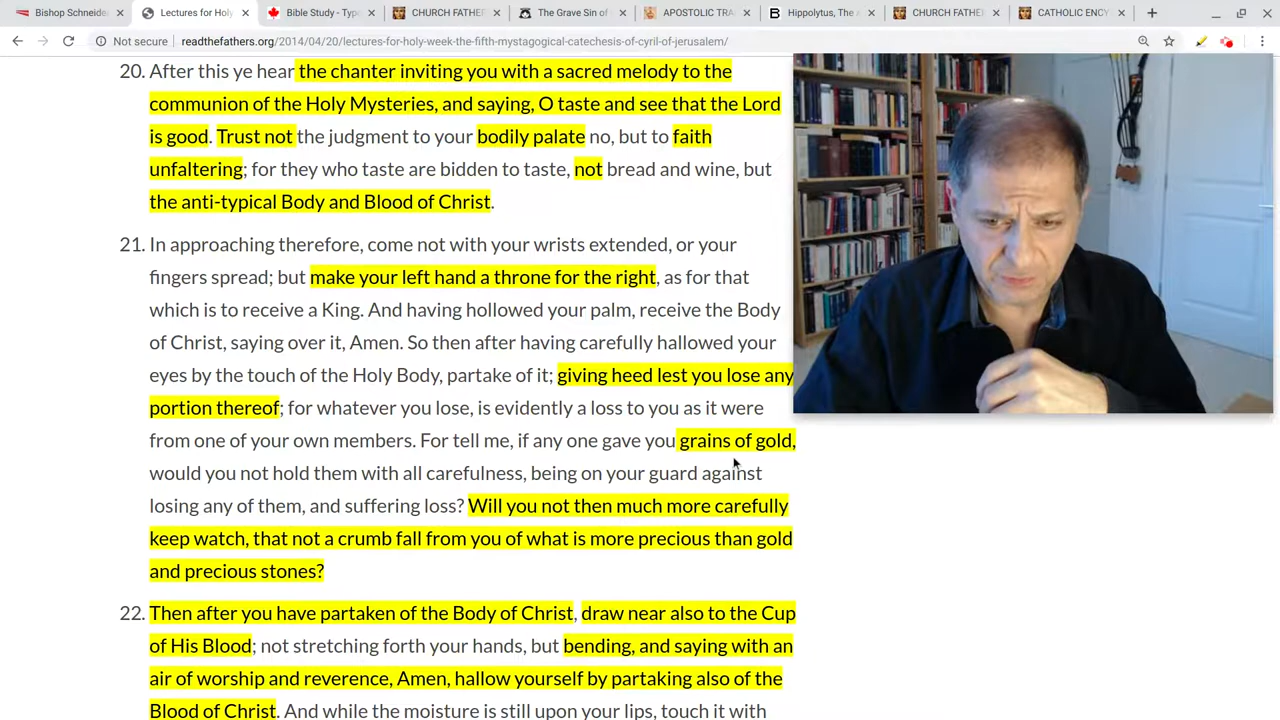 Bishop Schneide
Lectures for Holy
Bible Study - Type
CHURCH FATHER
The Grave Sin of
APOSTOLIC TRA
Hippolytus, The A
CHURCH FATHE
CATHOLIC ENCY
Not secure
readthefathers.org/2014/04/20/lectures-for-holy-week-the-fifth-mystagogical-catechesis-of-cyril-of-jerusalem/
20. After this ye hear the chanter inviting you with a sacred melody to the
communion of the Holy Mysteries, and saying, O taste and see that the Lord
is good. Trust not the judgment to your bodily palate no, but to faith
unfaltering; for they who taste are bidden to taste, not bread and wine, but
the anti-typical Body and Blood of Christ.
21. In approaching therefore, come not with your wrists extended, or your
fingers spread; but make your left hand a throne for the right, as for that
which is to receive a King. And having hollowed your palm, receive the Body
of Christ, saying over it, Amen. So then after having carefully hallowed your
eyes by the touch of the Holy Body, partake of it; giving heed lest you lose any
portion thereof; for whatever you lose, is evidently a loss to you as it were
from one of your own members. For tell me, if any one gave you grains of gold,
would you not hold them with all carefulness, being on your guard against
losing any of them, and suffering loss? Will you not then much more carefully
keep watch, that not a crumb fall from you of what is more precious than gold
and precious stones?
22. Then after you have partaken of the Body of Christ, draw near also to the Cup
of His Blood; not stretching forth your hands, but bending, and saying with an
air of worship and reverence, Amen, hallow yourself by partaking also of the
Blood of Christ. And while the moisture is still upon your lips, touch it with